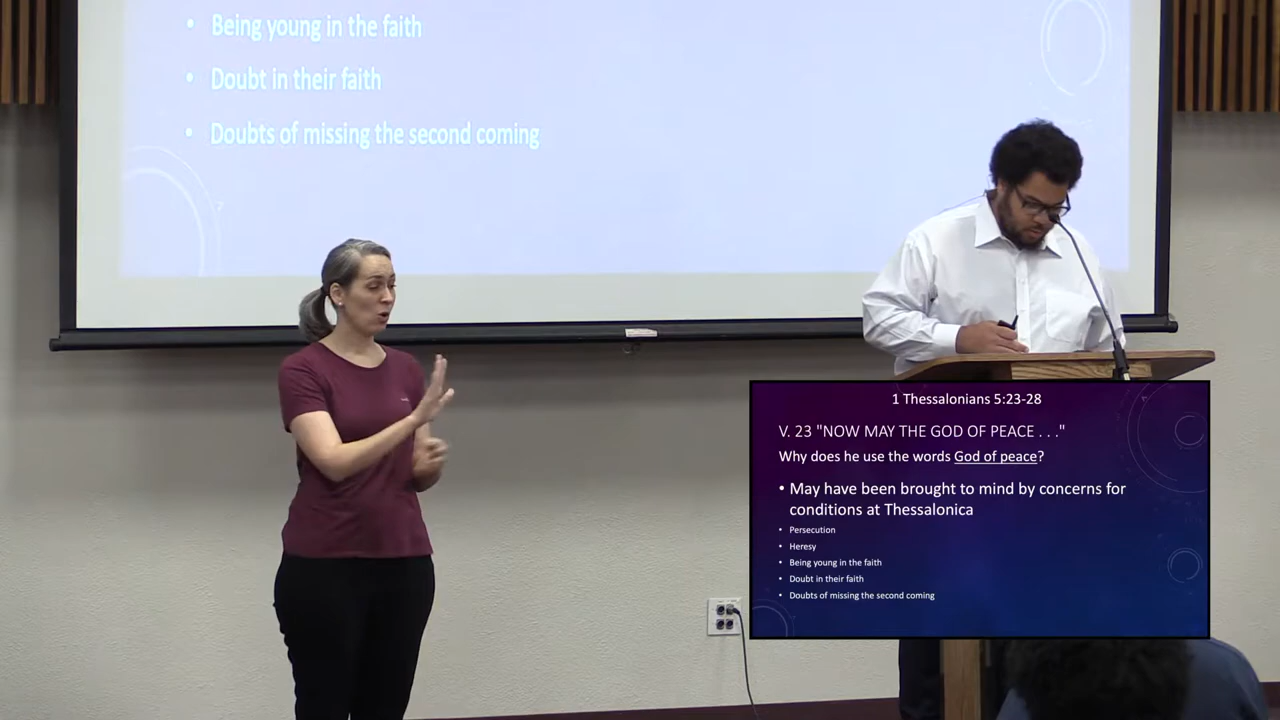 • Being young in the faith
• Doubt in their faith
• Doubts of missing the second coming
1 Thessalonians 5:23-28
V. 23 "NOW MAY THE GOD OF PEACE . . ."
Why does he use the words God of peace?
• May have been brought to mind by concerns for
conditions at Thessalonica
• Persecution
• Heresy
• Being young in the faith
• Doubt in their faith
• Doubts of missing the second coming